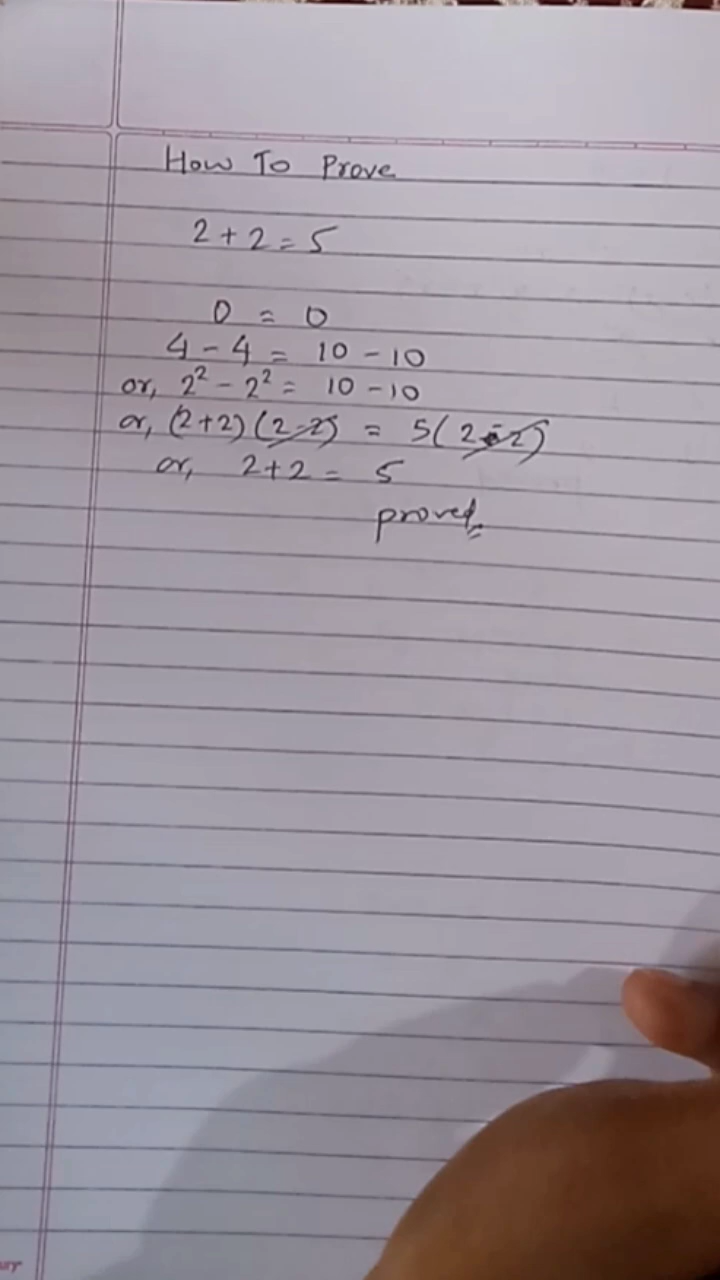 How To Prove
2 + 2 = 5
0 = 0
4 - 4 = 10 - 10
or, 2² - 2² = 10 - 10
or, (2+2) (2-2) = 5(2-2)
or, 2+2 = 5
proved